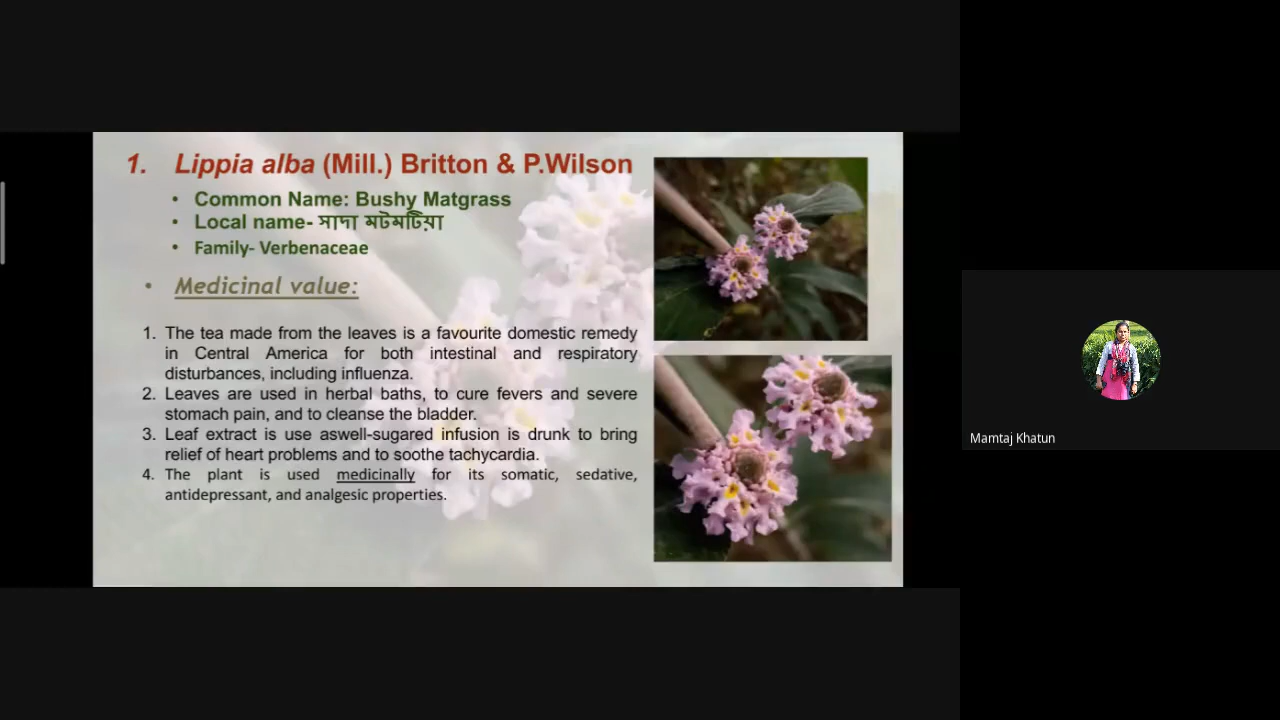 1. Lippia alba (Mill.) Britton & P.Wilson
• Common Name: Bushy Matgrass
• Local name- সাদা মটমটিয়া
• Family- Verbenaceae
• Medicinal value:
1. The tea made from the leaves is a favourite domestic remedy
in Central America for both intestinal and respiratory
disturbances, including influenza.
2. Leaves are used in herbal baths, to cure fevers and severe
stomach pain, and to cleanse the bladder.
3. Leaf extract is use aswell-sugared infusion is drunk to bring
relief of heart problems and to soothe tachycardia.
4. The plant is used medicinally for its somatic, sedative,
antidepressant, and analgesic properties.
Mamtaj Khatun